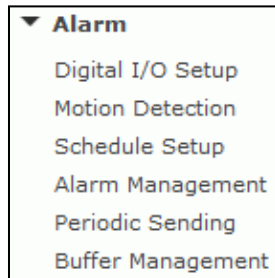 Alarm
Digital I/O Setup
Motion Detection
Schedule Setup
Alarm Management
Periodic Sending
Buffer Management